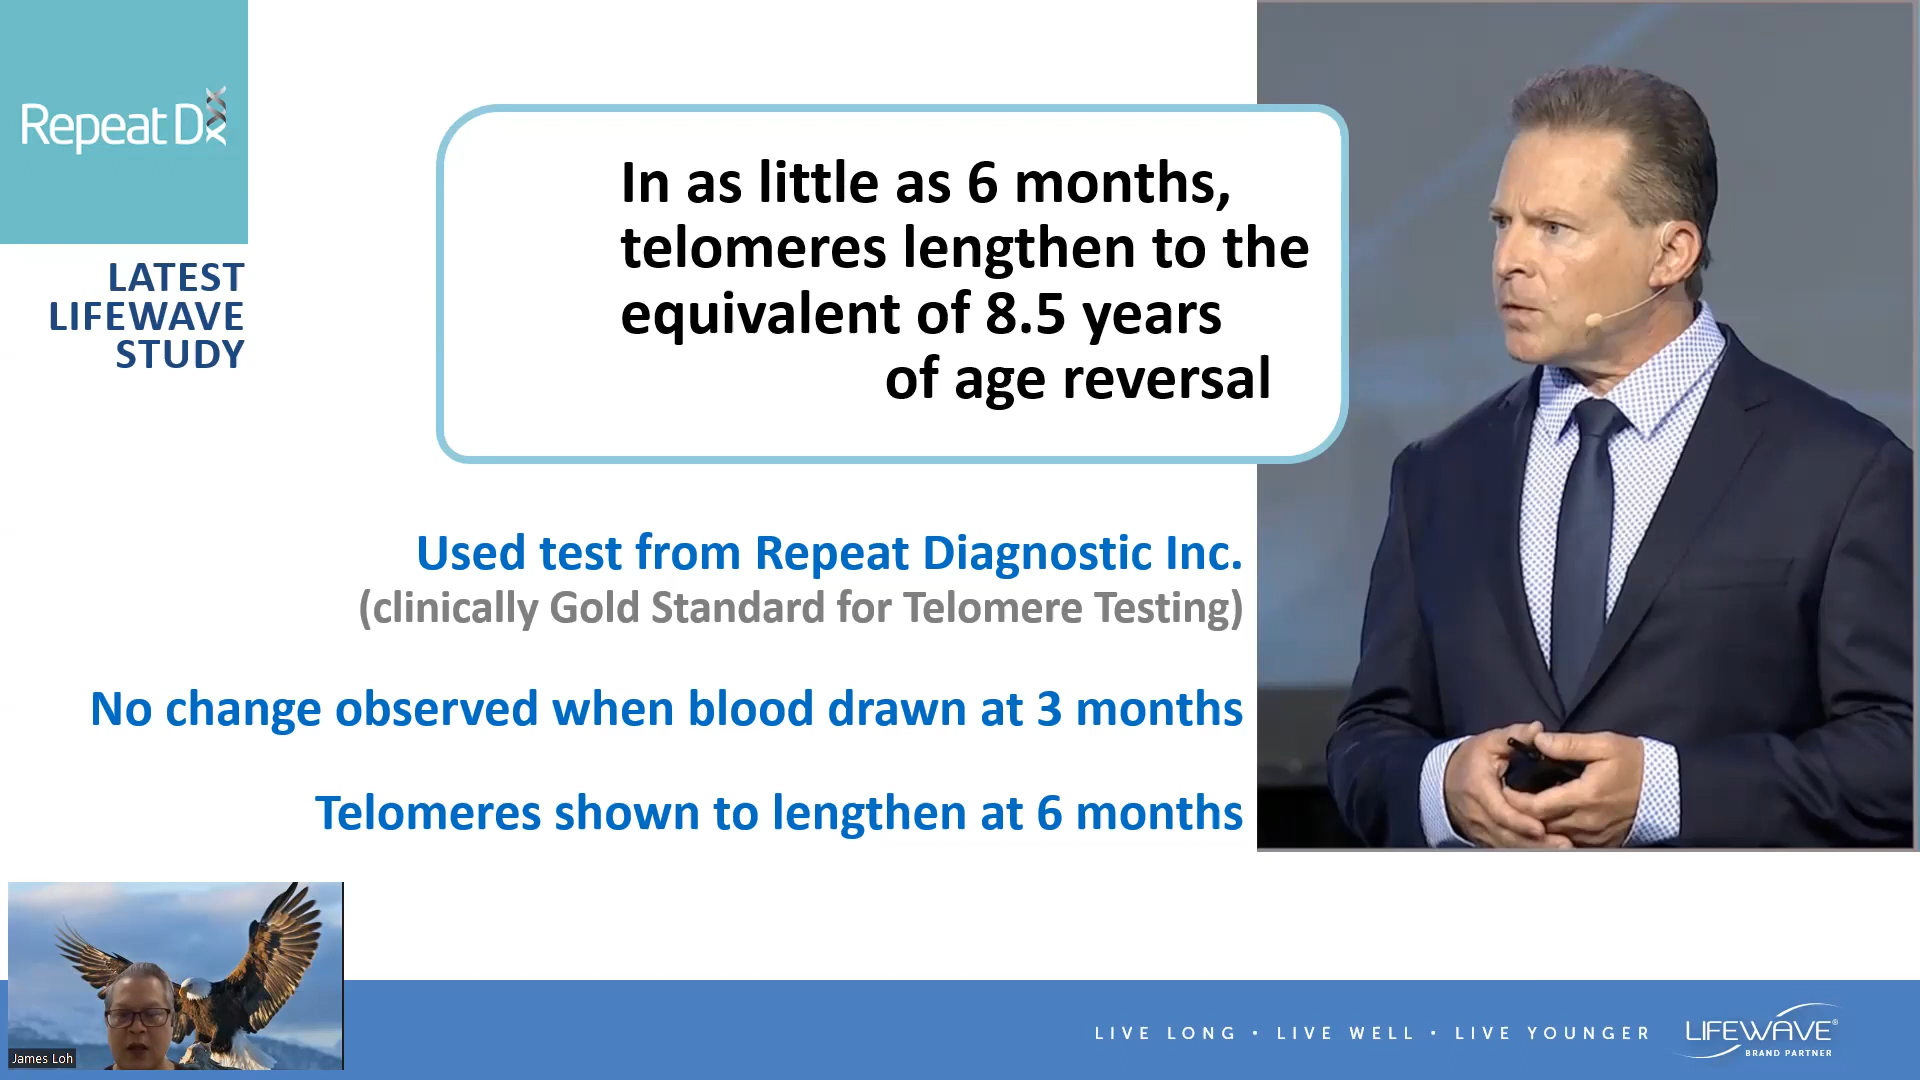 Repeat Dx
LATEST
LIFEWAVE
STUDY
In as little as 6 months,
telomeres lengthen to the
equivalent of 8.5 years
of age reversal
Used test from Repeat Diagnostic Inc.
(clinically Gold Standard for Telomere Testing)
No change observed when blood drawn at 3 months
Telomeres shown to lengthen at 6 months
James Loh
LIVE LONG • LIVE WELL • LIVE YOUNGER
LIFEWAVE®
BRAND PARTNER